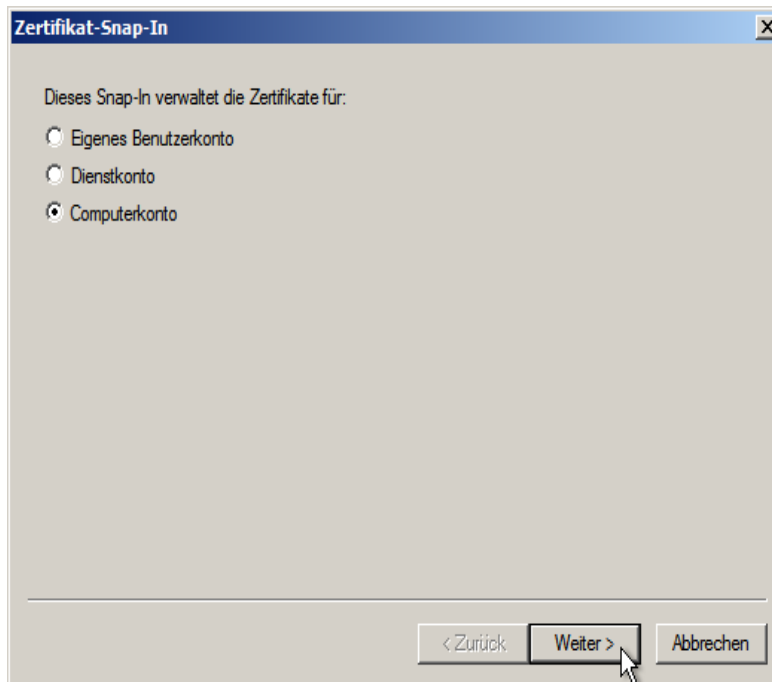 Zertifikat-Snap-In
Dieses Snap-In verwaltet die Zertifikate für:
Eigenes Benutzerkonto
Dienstkonto
Computerkonto
< Zurück
Weiter >
Abbrechen